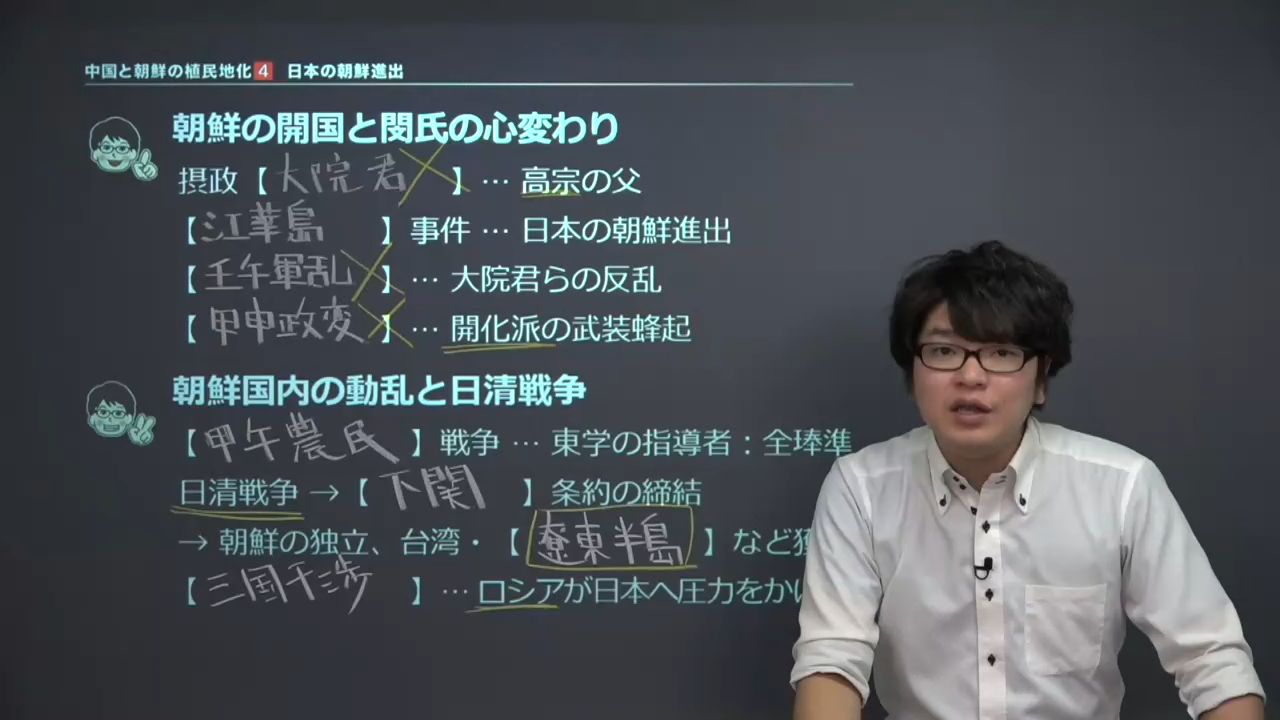 中国と朝鮮の植民地化4 日本の朝鮮進出
朝鮮の開国と閔氏の心変わり
摂政【大院君】… 高宗の父
【江華島】事件 … 日本の朝鮮進出
【壬午軍乱】… 大院君らの反乱
【甲申政変】… 開化派の武装蜂起
朝鮮国内の動乱と日清戦争
【甲午農民】戦争 … 東学の指導者：全琫準
日清戦争 →【下関】条約の締結
→ 朝鮮の独立、台湾・【遼東半島】など
【三国干渉】… ロシアが日本へ圧力をか